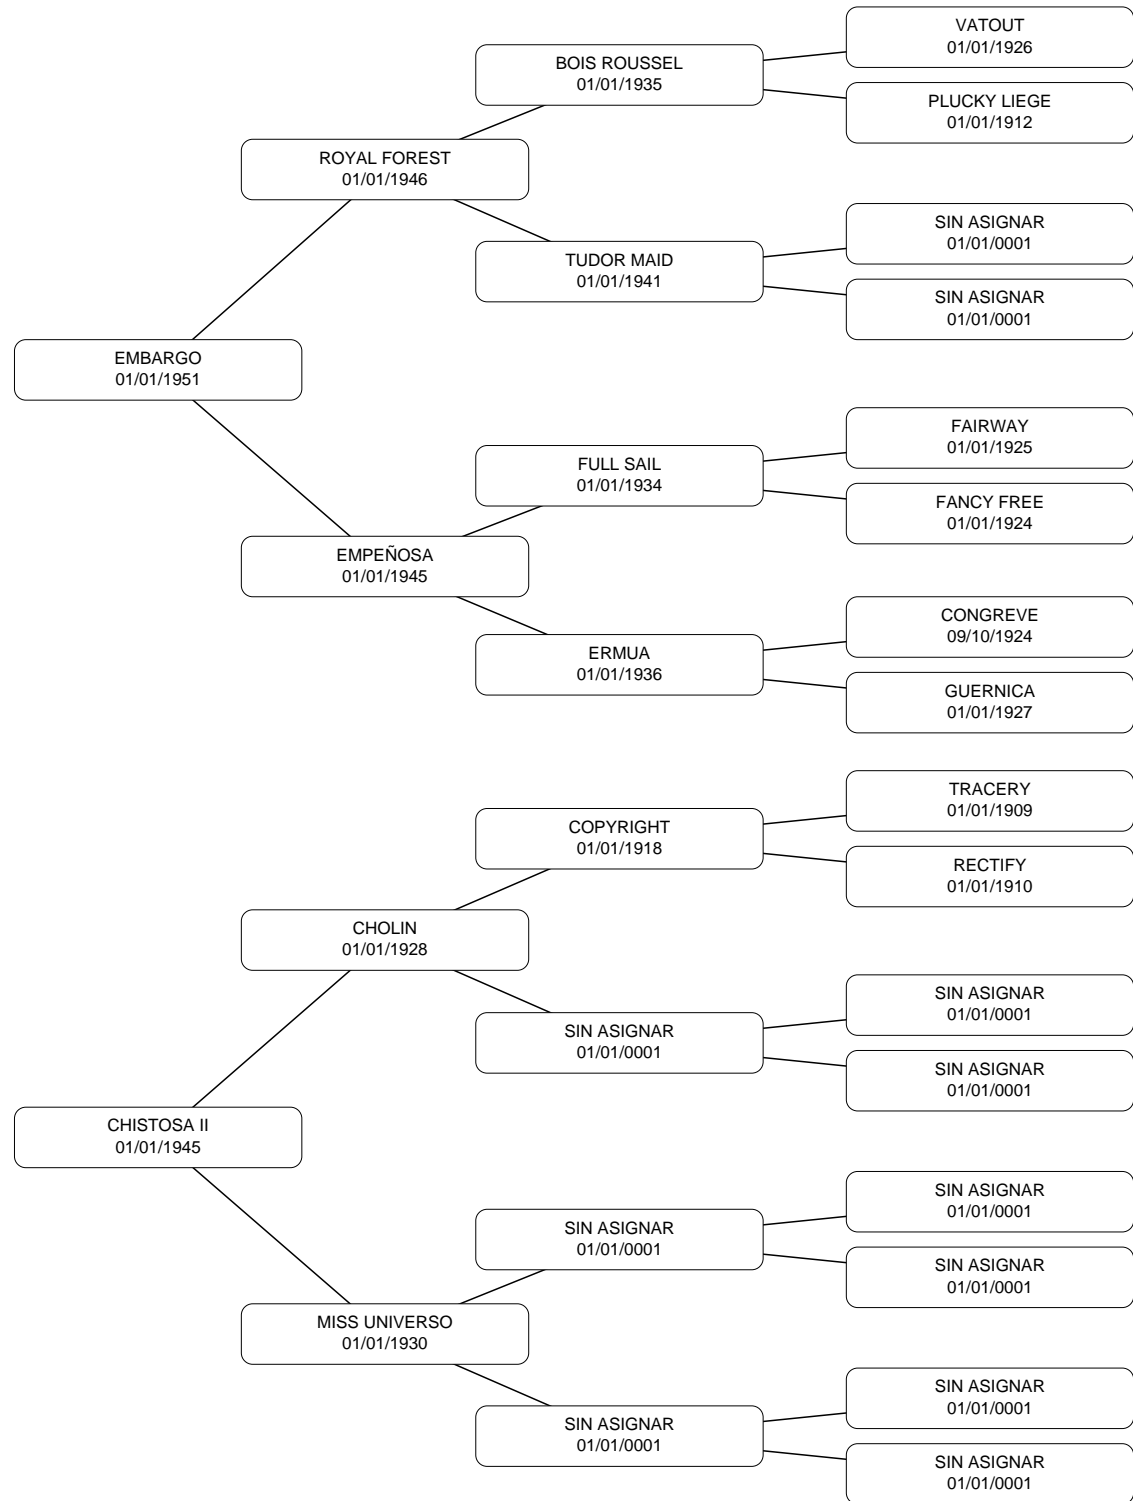 VATOUT
01/01/1926
BOIS ROUSSEL
01/01/1935
PLUCKY LIEGE
01/01/1912
ROYAL FOREST
01/01/1946
SIN ASIGNAR
01/01/0001
TUDOR MAID
01/01/1941
SIN ASIGNAR
01/01/0001
EMBARGO
01/01/1951
FAIRWAY
01/01/1925
FULL SAIL
01/01/1934
FANCY FREE
01/01/1924
EMPEÑOSA
01/01/1945
CONGREVE
09/10/1924
ERMUA
01/01/1936
GUERNICA
01/01/1927
TRACERY
01/01/1909
COPYRIGHT
01/01/1918
RECTIFY
01/01/1910
CHOLIN
01/01/1928
SIN ASIGNAR
01/01/0001
SIN ASIGNAR
01/01/0001
SIN ASIGNAR
01/01/0001
CHISTOSA II
01/01/1945
SIN ASIGNAR
01/01/0001
SIN ASIGNAR
01/01/0001
SIN ASIGNAR
01/01/0001
MISS UNIVERSO
01/01/1930
SIN ASIGNAR
01/01/0001
SIN ASIGNAR
01/01/0001
SIN ASIGNAR
01/01/0001